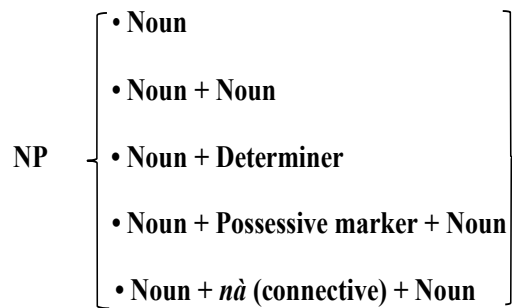 • Noun
• Noun + Noun
NP • Noun + Determiner
• Noun + Possessive marker + Noun
• Noun + nà (connective) + Noun